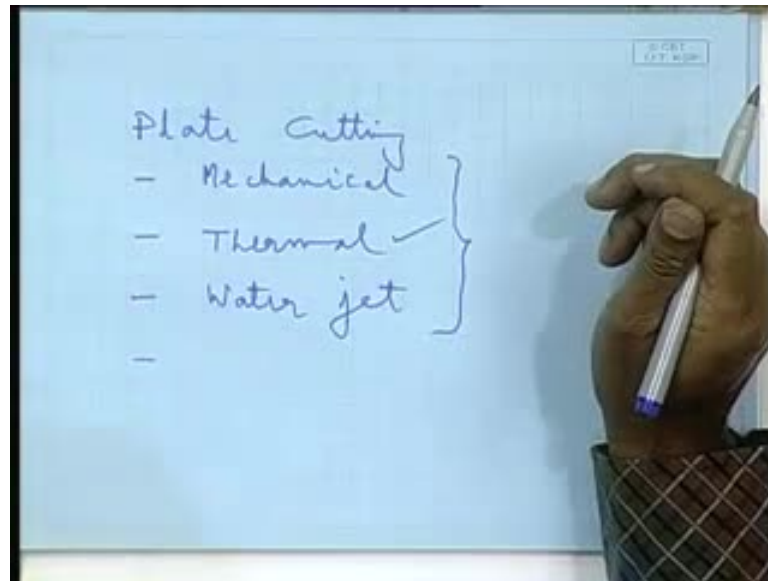 Plate Cutting
- Mechanical
- Thermal ✓
- Water jet
-